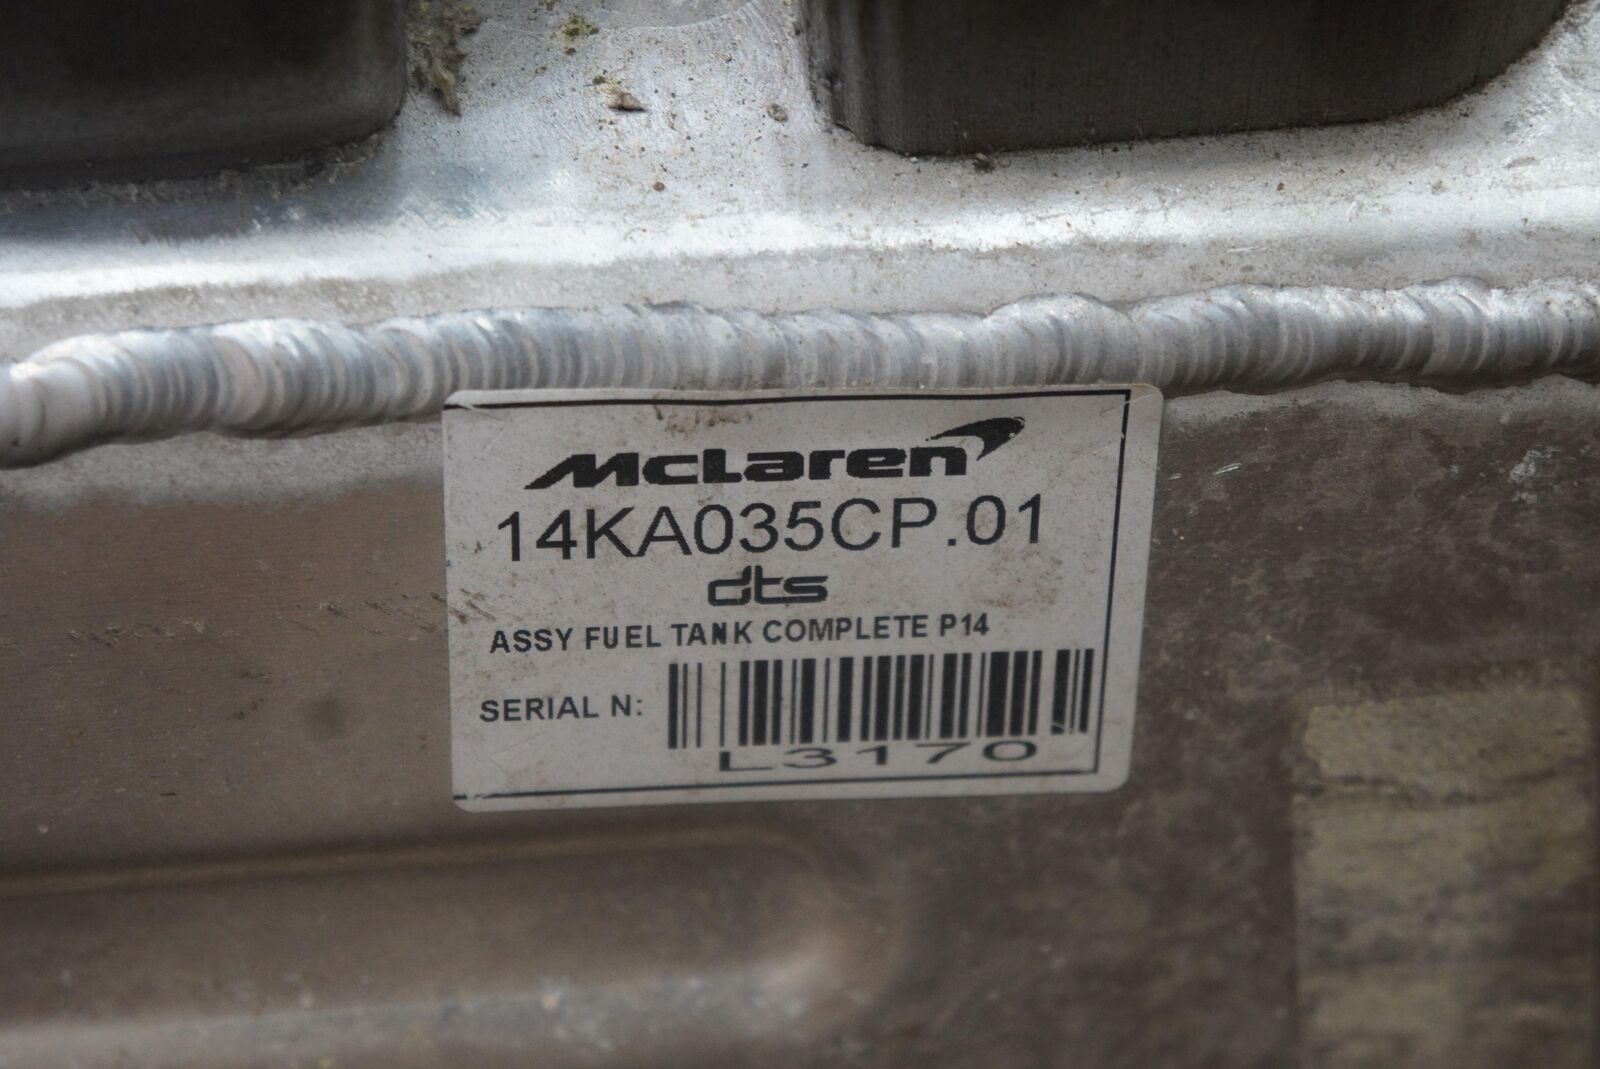 McLaren
14KA035CP.01
dts
ASSY FUEL TANK COMPLETE P14
SERIAL N:
L3170